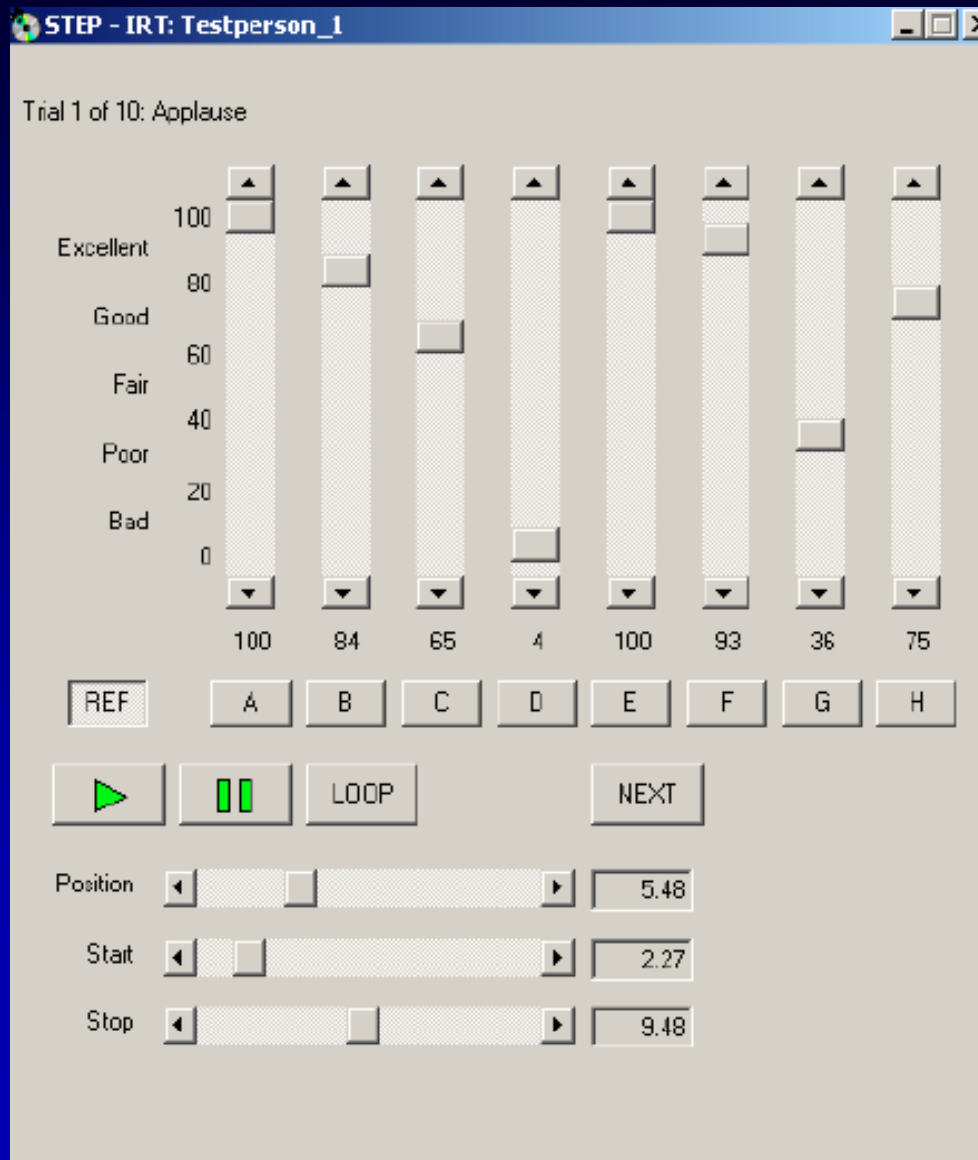 STEP - IRT: Testperson_1
Trial 1 of 10: Applause
100
Excellent
80
Good
60
Fair
40
Poor
20
Bad
0
100 84 65 4 100 93 36 75
REF A B C D E F G H
LOOP NEXT
Position 5.48
Start 2.27
Stop 9.48